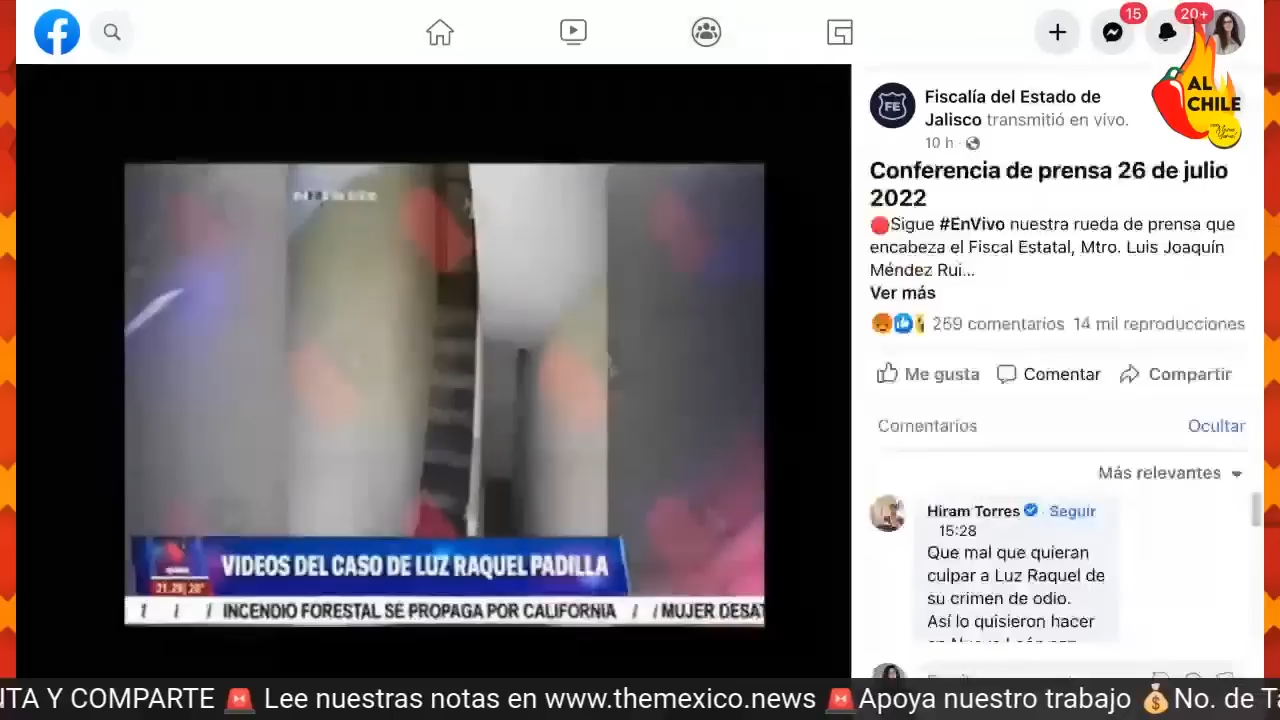 15
20+
AL
CHILE
FE
Fiscalía del Estado de
Jalisco transmitió en vivo.
10 h
Conferencia de prensa 26 de julio
2022
Sigue #EnVivo nuestra rueda de prensa que
encabeza el Fiscal Estatal, Mtro. Luis Joaquín
Méndez Rui...
Ver más
259 comentarios 14 mil reproducciones
Me gusta Comentar Compartir
Comentarios Ocultar
Más relevantes
Hiram Torres · Seguir
15:28
Que mal que quieran
culpar a Luz Raquel de
su crimen de odio.
Así lo quisieron hacer
VIDEOS DEL CASO DE LUZ RAQUEL PADILLA
/ / / INCENDIO FORESTAL SE PROPAGA POR CALIFORNIA / / MUJER DESAT
NTA Y COMPARTE 🚨 Lee nuestras notas en www.themexico.news 🚨Apoya nuestro trabajo 💰No. de Ta